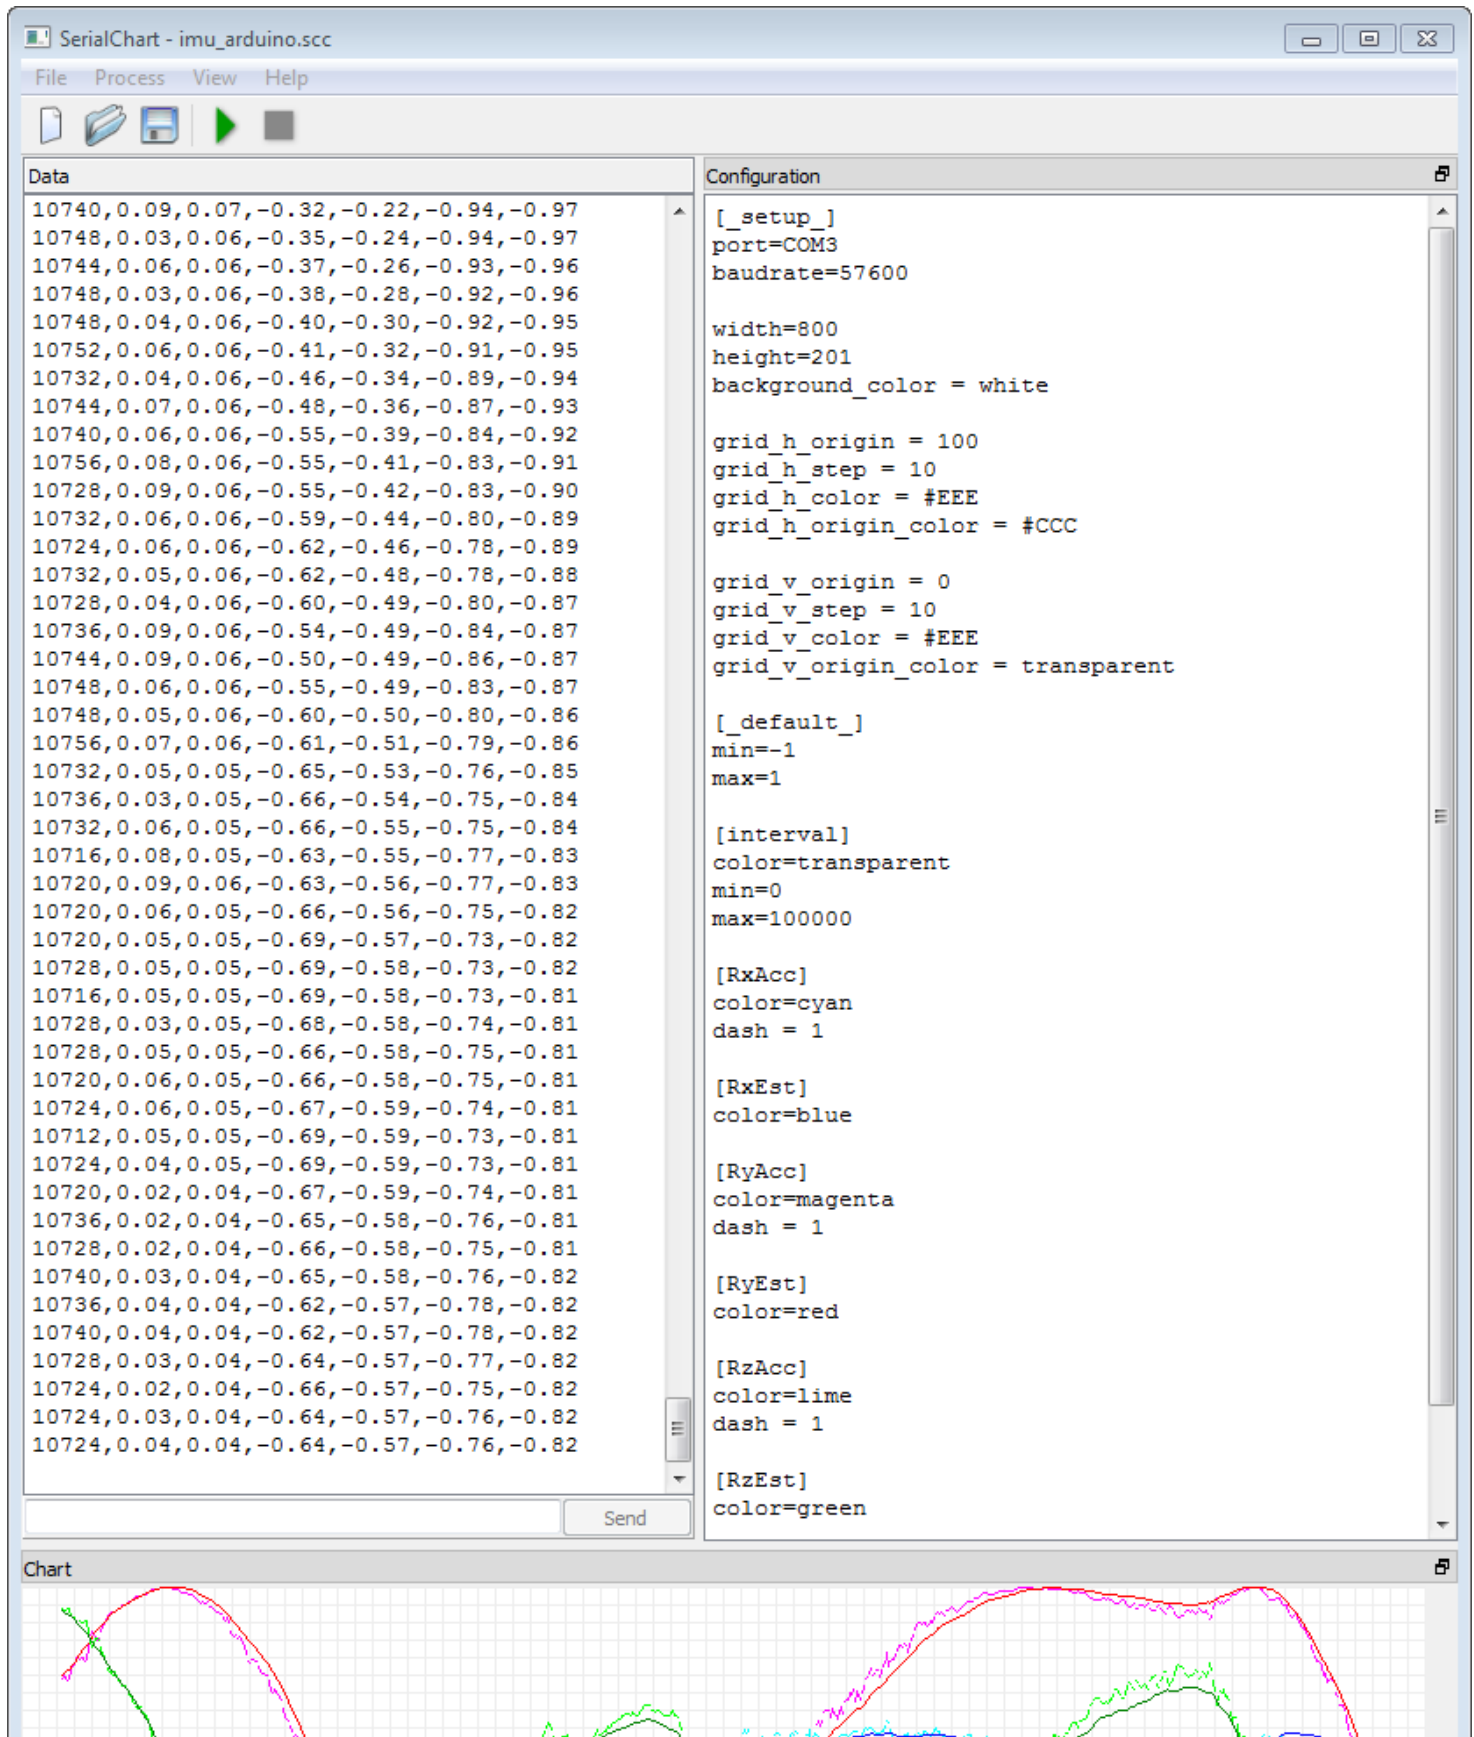 SerialChart - imu_arduino.scc
File Process View Help
Data
10740,0.09,0.07,-0.32,-0.22,-0.94,-0.97
10748,0.03,0.06,-0.35,-0.24,-0.94,-0.97
10744,0.06,0.06,-0.37,-0.26,-0.93,-0.96
10748,0.03,0.06,-0.38,-0.28,-0.92,-0.96
10748,0.04,0.06,-0.40,-0.30,-0.92,-0.95
10752,0.06,0.06,-0.41,-0.32,-0.91,-0.95
10732,0.04,0.06,-0.46,-0.34,-0.89,-0.94
10744,0.07,0.06,-0.48,-0.36,-0.87,-0.93
10740,0.06,0.06,-0.55,-0.39,-0.84,-0.92
10756,0.08,0.06,-0.55,-0.41,-0.83,-0.91
10728,0.09,0.06,-0.55,-0.42,-0.83,-0.90
10732,0.06,0.06,-0.59,-0.44,-0.80,-0.89
10724,0.06,0.06,-0.62,-0.46,-0.78,-0.89
10732,0.05,0.06,-0.62,-0.48,-0.78,-0.88
10728,0.04,0.06,-0.60,-0.49,-0.80,-0.87
10736,0.09,0.06,-0.54,-0.49,-0.84,-0.87
10744,0.09,0.06,-0.50,-0.49,-0.86,-0.87
10748,0.06,0.06,-0.55,-0.49,-0.83,-0.87
10748,0.05,0.06,-0.60,-0.50,-0.80,-0.86
10756,0.07,0.06,-0.61,-0.51,-0.79,-0.86
10732,0.05,0.05,-0.65,-0.53,-0.76,-0.85
10736,0.03,0.05,-0.66,-0.54,-0.75,-0.84
10732,0.06,0.05,-0.66,-0.55,-0.75,-0.84
10716,0.08,0.05,-0.63,-0.55,-0.77,-0.83
10720,0.09,0.06,-0.63,-0.56,-0.77,-0.83
10720,0.06,0.05,-0.66,-0.56,-0.75,-0.82
10720,0.05,0.05,-0.69,-0.57,-0.73,-0.82
10728,0.05,0.05,-0.69,-0.58,-0.73,-0.82
10716,0.05,0.05,-0.69,-0.58,-0.73,-0.81
10728,0.03,0.05,-0.68,-0.58,-0.74,-0.81
10728,0.05,0.05,-0.66,-0.58,-0.75,-0.81
10720,0.06,0.05,-0.66,-0.58,-0.75,-0.81
10724,0.06,0.05,-0.67,-0.59,-0.74,-0.81
10712,0.05,0.05,-0.69,-0.59,-0.73,-0.81
10724,0.04,0.05,-0.69,-0.59,-0.73,-0.81
10720,0.02,0.04,-0.67,-0.59,-0.74,-0.81
10736,0.02,0.04,-0.65,-0.58,-0.76,-0.81
10728,0.02,0.04,-0.66,-0.58,-0.75,-0.81
10740,0.03,0.04,-0.65,-0.58,-0.76,-0.82
10736,0.04,0.04,-0.62,-0.57,-0.78,-0.82
10740,0.04,0.04,-0.62,-0.57,-0.78,-0.82
10728,0.03,0.04,-0.64,-0.57,-0.77,-0.82
10724,0.02,0.04,-0.66,-0.57,-0.75,-0.82
10724,0.03,0.04,-0.64,-0.57,-0.76,-0.82
10724,0.04,0.04,-0.64,-0.57,-0.76,-0.82
Send
Configuration
[_setup_]
port=COM3
baudrate=57600
width=800
height=201
background_color = white
grid_h_origin = 100
grid_h_step = 10
grid_h_color = #EEE
grid_h_origin_color = #CCC
grid_v_origin = 0
grid_v_step = 10
grid_v_color = #EEE
grid_v_origin_color = transparent
[_default_]
min=-1
max=1
[interval]
color=transparent
min=0
max=100000
[RxAcc]
color=cyan
dash = 1
[RxEst]
color=blue
[RyAcc]
color=magenta
dash = 1
[RyEst]
color=red
[RzAcc]
color=lime
dash = 1
[RzEst]
color=green
Chart